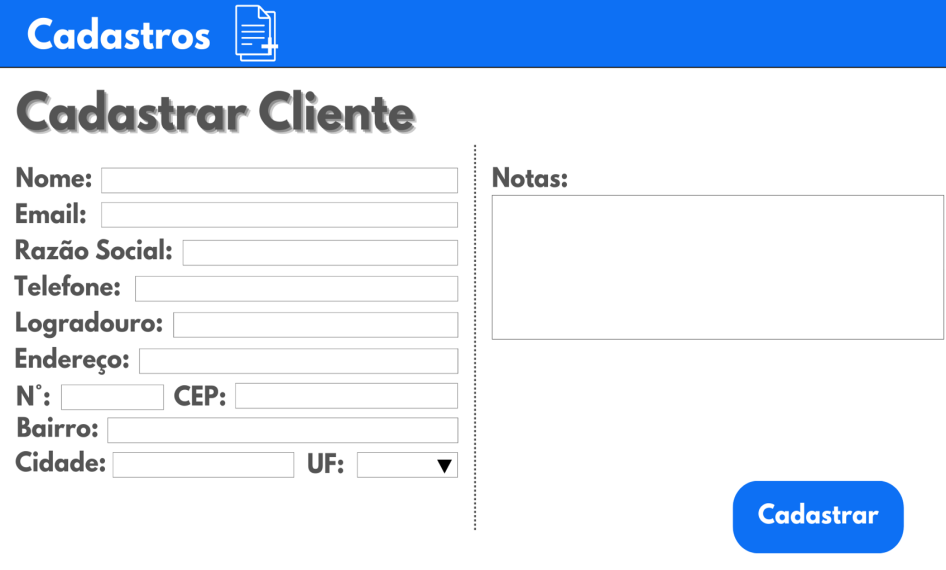 Cadastros
Cadastrar Cliente
Nome:
Email:
Razão Social:
Telefone:
Logradouro:
Endereço:
N°: CEP:
Bairro:
Cidade: UF:
Notas:
Cadastrar